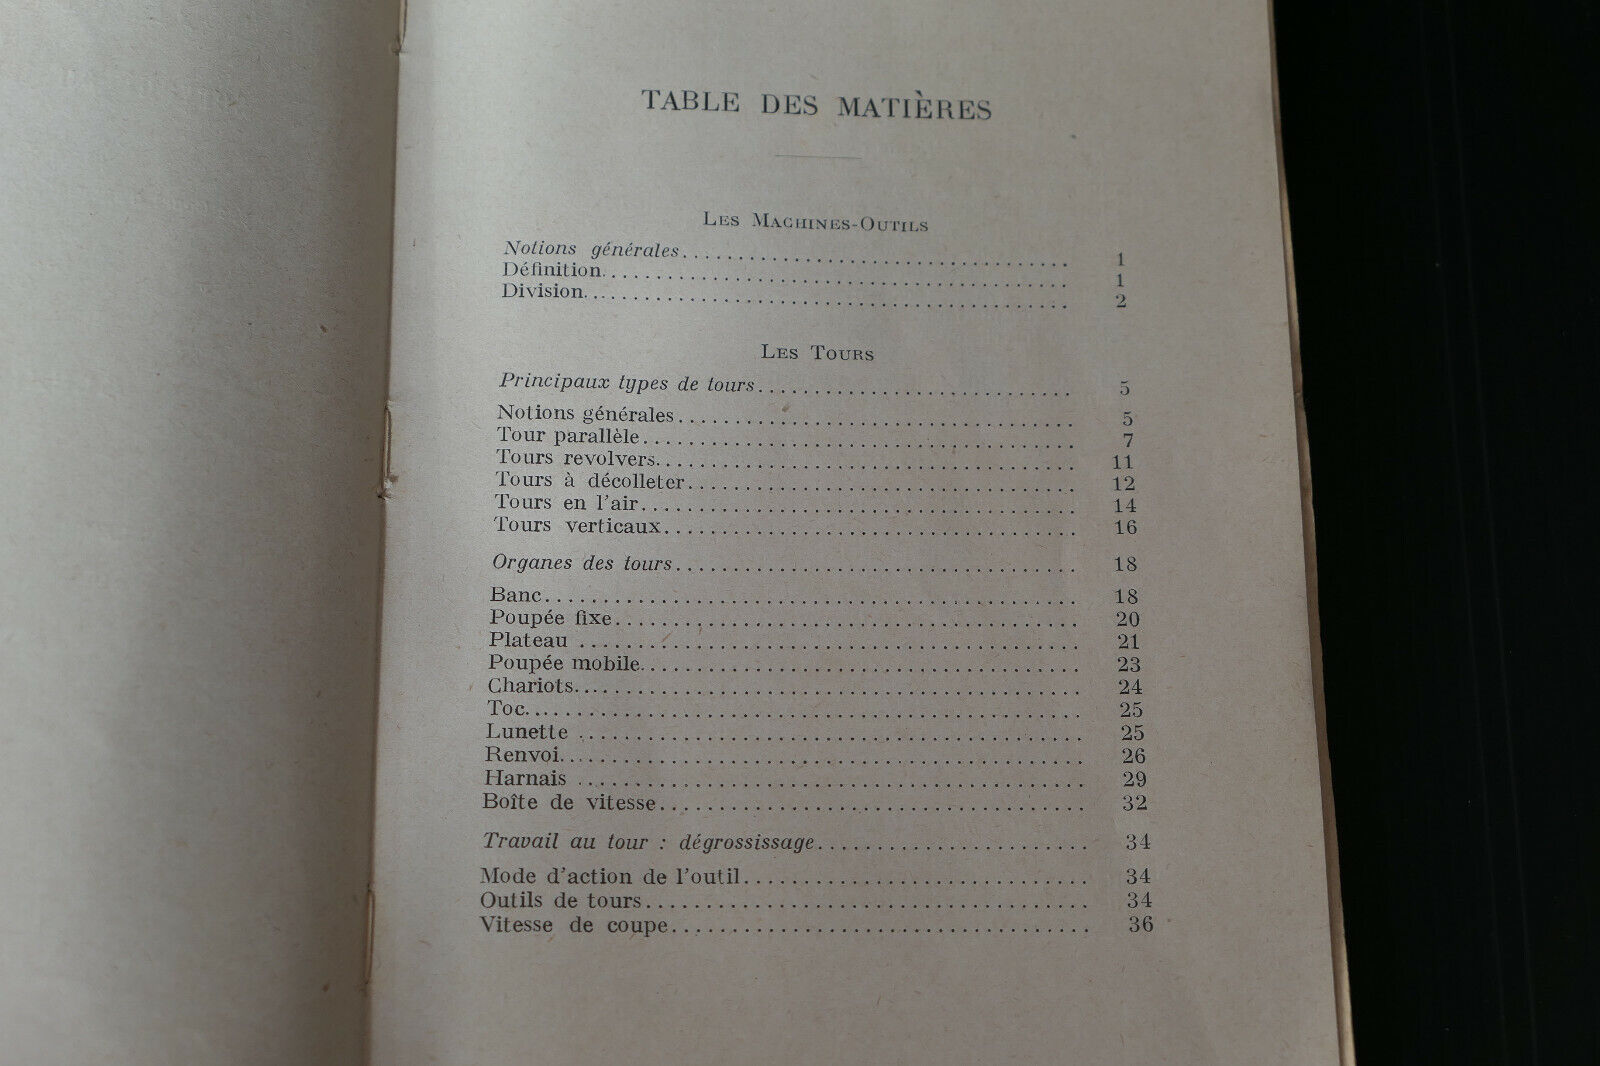 TABLE DES MATIÈRES
LES MACHINES-OUTILS
Notions générales.................................... 1
Définition........................................... 1
Division............................................. 2
LES TOURS
Principaux types de tours............................ 5
Notions générales.................................... 5
Tour parallèle....................................... 7
Tours revolvers...................................... 11
Tours à décolleter................................... 12
Tours en l'air....................................... 14
Tours verticaux...................................... 16
Organes des tours.................................... 18
Banc................................................. 18
Poupée fixe.......................................... 20
Plateau ............................................. 21
Poupée mobile........................................ 23
Chariots............................................. 24
Toc.................................................. 25
Lunette ............................................. 25
Renvoi............................................... 26
Harnais ............................................. 29
Boîte de vitesse..................................... 32
Travail au tour : dégrossissage...................... 34
Mode d'action de l'outil............................. 34
Outils de tours...................................... 34
Vitesse de coupe..................................... 36